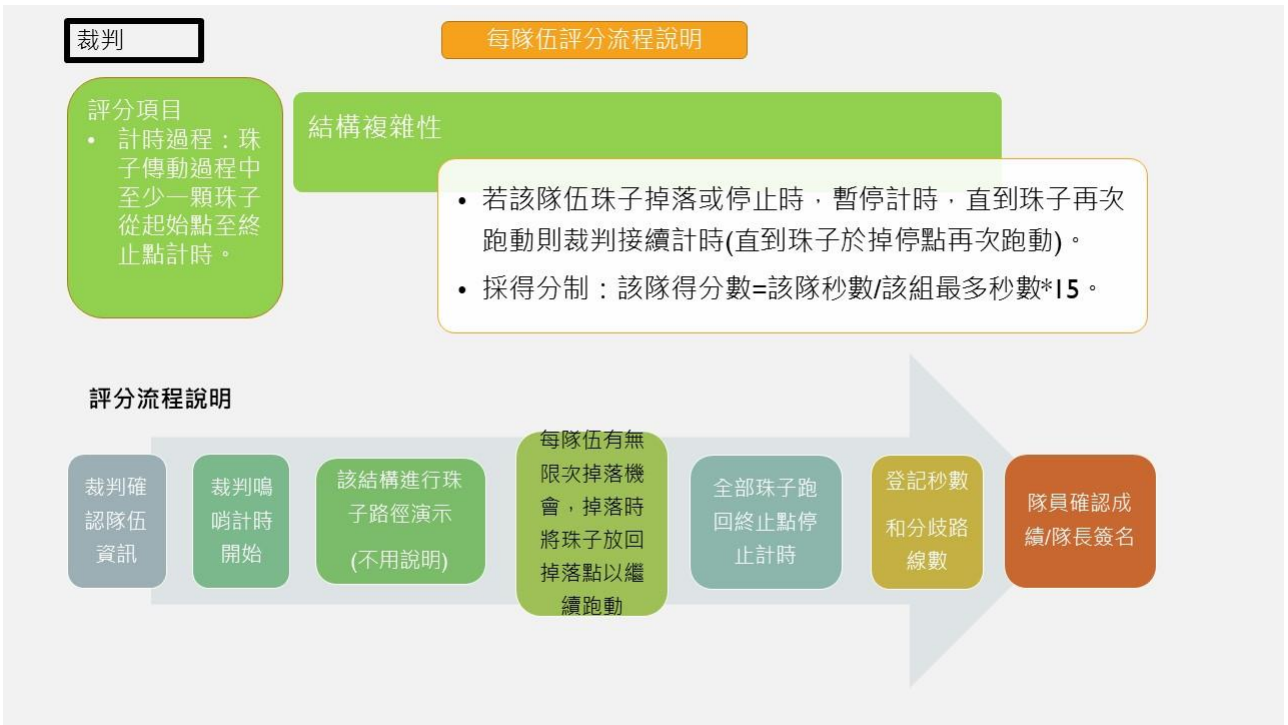 裁判
每隊伍評分流程說明
評分項目
• 計時過程：珠
子傳動過程中
至少一顆珠子
從起始點至終
止點計時。
結構複雜性
• 若該隊伍珠子掉落或停止時，暫停計時，直到珠子再次
跑動則裁判接續計時(直到珠子於掉停點再次跑動)。
• 採得分制：該隊得分數=該隊秒數/該組最多秒數*15。
評分流程說明
裁判確
認隊伍
資訊
裁判鳴
哨計時
開始
該結構進行珠
子路徑演示
(不用說明)
每隊伍有無
限次掉落機
會，掉落時
將珠子放回
掉落點以繼
續跑動
全部珠子跑
回終止點停
止計時
登記秒數
和分歧路
線數
隊員確認成
績/隊長簽名